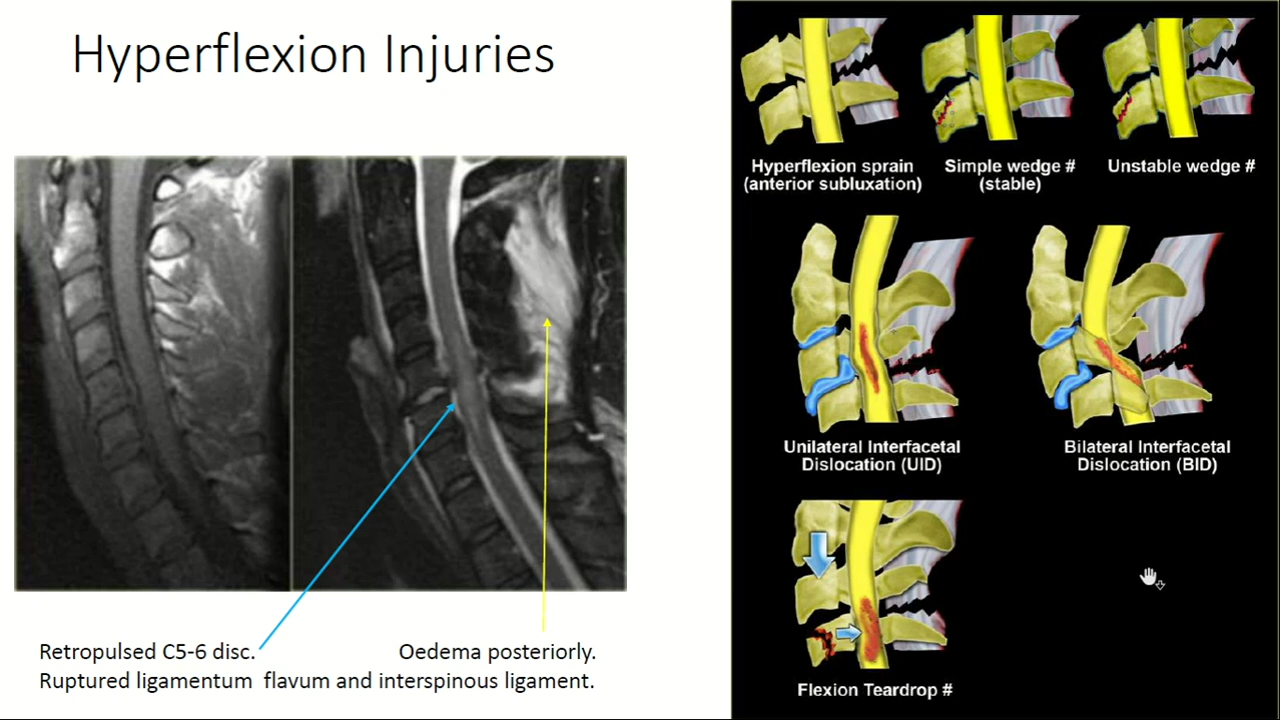 Hyperflexion Injuries
Retropulsed C5-6 disc.
Oedema posteriorly.
Ruptured ligamentum flavum and interspinous ligament.
Hyperflexion sprain
(anterior subluxation)
Simple wedge #
(stable)
Unstable wedge #
Unilateral Interfacetal
Dislocation (UID)
Bilateral Interfacetal
Dislocation (BID)
Flexion Teardrop #